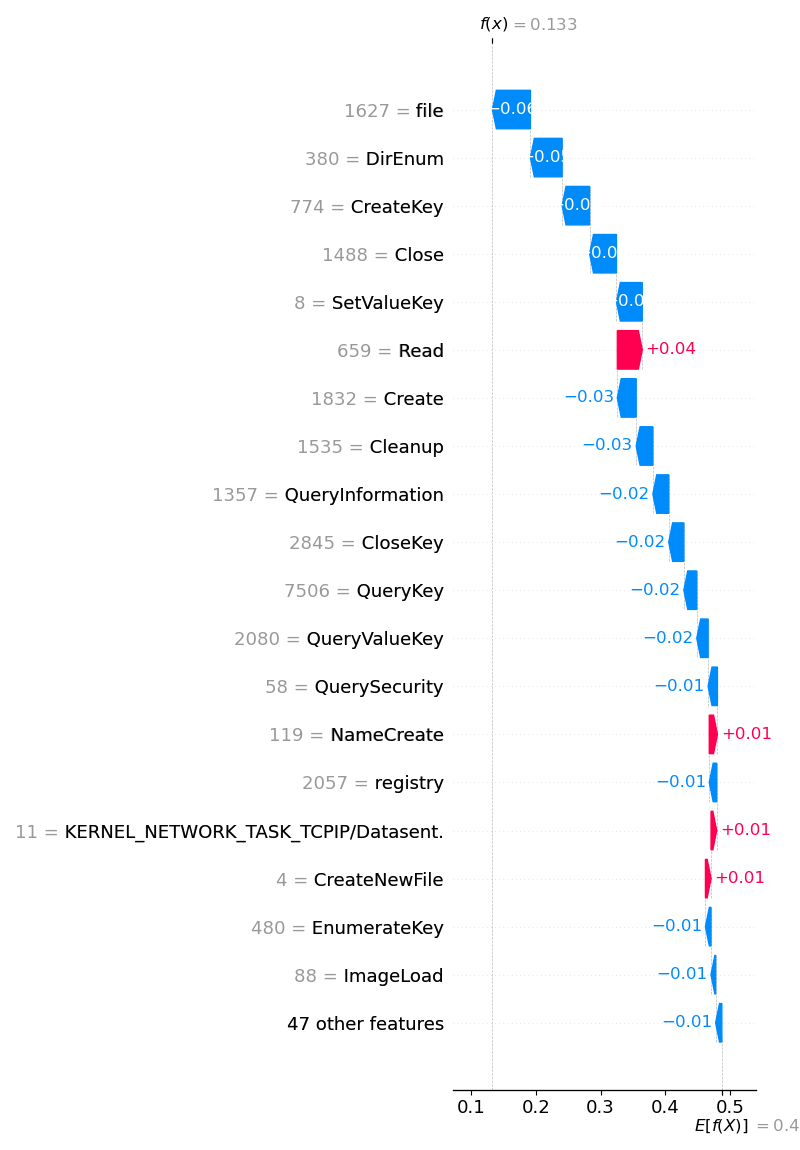 f(x) = 0.133
1627 = file
−0.06
380 = DirEnum
−0.05
774 = CreateKey
1488 = Close
8 = SetValueKey
659 = Read
+0.04
1832 = Create
−0.03
1535 = Cleanup
−0.03
1357 = QueryInformation
−0.02
2845 = CloseKey
−0.02
7506 = QueryKey
−0.02
2080 = QueryValueKey
−0.02
58 = QuerySecurity
−0.01
119 = NameCreate
+0.01
2057 = registry
−0.01
11 = KERNEL_NETWORK_TASK_TCPIP/Datasent.
+0.01
4 = CreateNewFile
+0.01
480 = EnumerateKey
−0.01
88 = ImageLoad
−0.01
47 other features
−0.01
0.1 0.2 0.3 0.4 0.5
E[f(X)] = 0.4